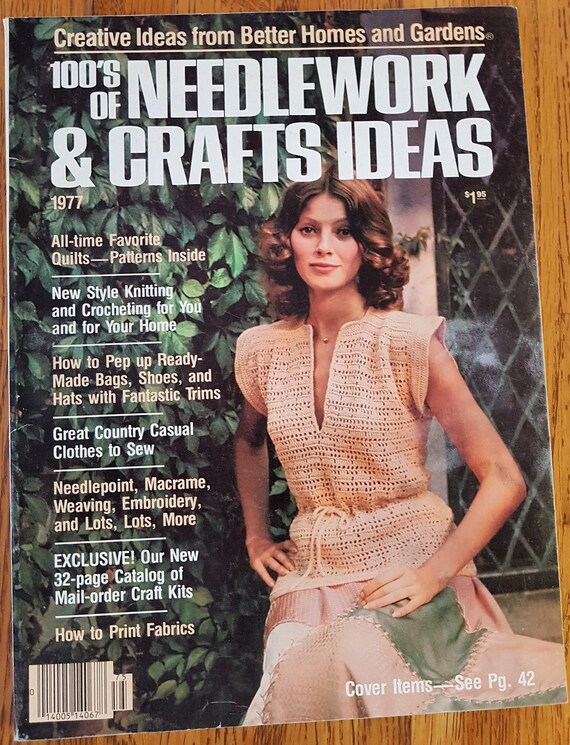 Creative Ideas from Better Homes and Gardens®
100'S
OF NEEDLEWORK
& CRAFTS IDEAS
1977
$1.95
All-time Favorite
Quilts—Patterns Inside
New Style Knitting
and Crocheting for You
and for Your Home
How to Pep up Ready-
Made Bags, Shoes, and
Hats with Fantastic Trims
Great Country Casual
Clothes to Sew
Needlepoint, Macrame,
Weaving, Embroidery,
and Lots, Lots, More
EXCLUSIVE! Our New
32-page Catalog of
Mail-order Craft Kits
How to Print Fabrics
Cover Items—See Pg. 42
0
14005 14067